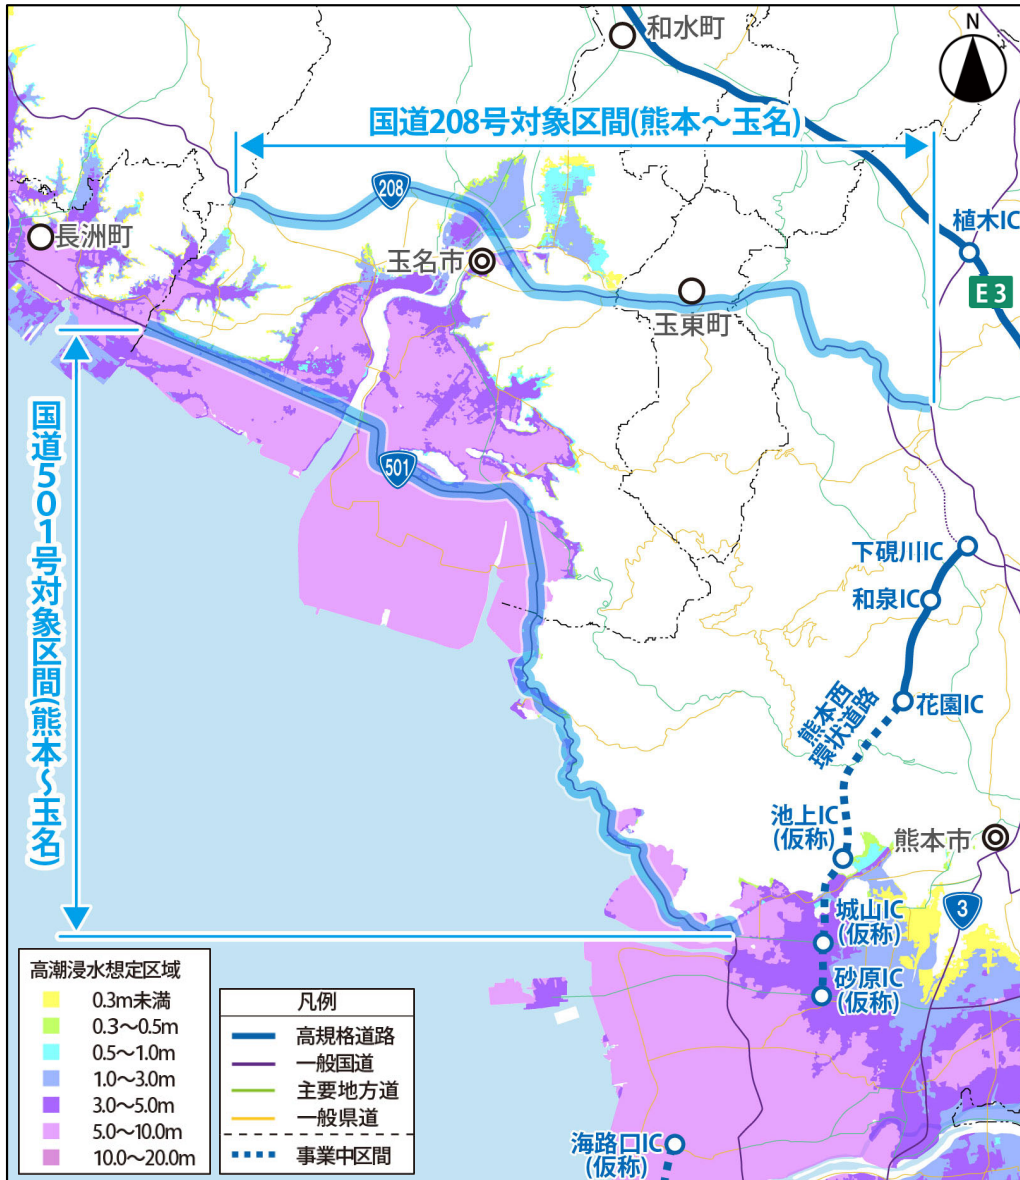 和水町
N
国道208号対象区間(熊本～玉名)
208
植木IC
長洲町
玉名市
E3
玉東町
国道501号対象区間(熊本～玉名)
501
下硯川IC
和泉IC
花園IC
熊本西
環状道路
池上IC
(仮称)
熊本市
城山IC
(仮称)
3
砂原IC
(仮称)
海路口IC
(仮称)
高潮浸水想定区域
0.3m未満
0.3～0.5m
0.5～1.0m
1.0～3.0m
3.0～5.0m
5.0～10.0m
10.0～20.0m
凡例
高規格道路
一般国道
主要地方道
一般県道
事業中区間